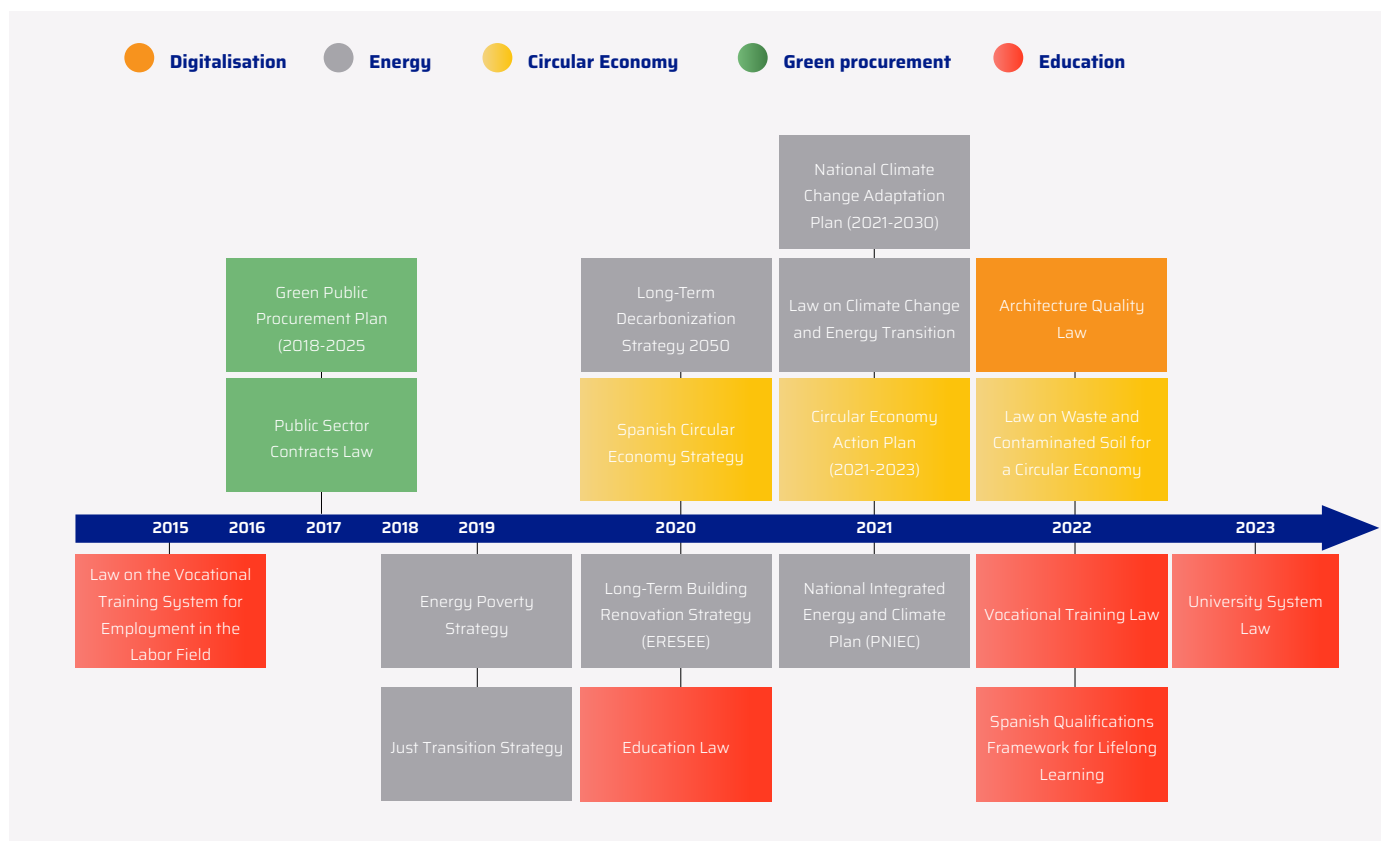 Digitalisation
Energy
Circular Economy
Green procurement
Education
National Climate
Change Adaptation
Plan (2021-2030)
Green Public
Procurement Plan
(2018-2025
Long-Term
Decarbonization
Strategy 2050
Law on Climate Change
and Energy Transition
Architecture Quality
Law
Public Sector
Contracts Law
Spanish Circular
Economy Strategy
Circular Economy
Action Plan
(2021-2023)
Law on Waste and
Contaminated Soil for
a Circular Economy
2015 2016 2017 2018 2019 2020 2021 2022 2023
Law on the Vocational
Training System for
Employment in the
Labor Field
Energy Poverty
Strategy
Long-Term Building
Renovation Strategy
(ERESEE)
National Integrated
Energy and Climate
Plan (PNIEC)
Vocational Training Law
University System
Law
Just Transition Strategy
Education Law
Spanish Qualifications
Framework for Lifelong
Learning